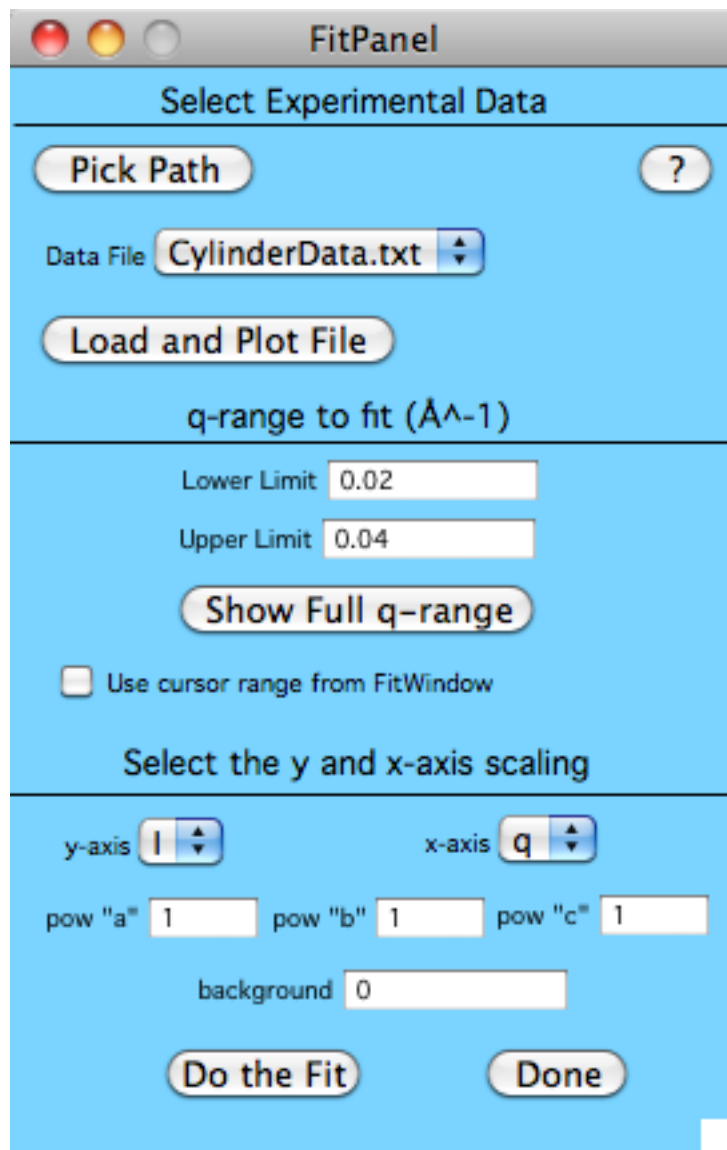 FitPanel
Select Experimental Data
Pick Path ?
Data File CylinderData.txt
Load and Plot File
q-range to fit (Å^-1)
Lower Limit 0.02
Upper Limit 0.04
Show Full q-range
Use cursor range from FitWindow
Select the y and x-axis scaling
y-axis I x-axis q
pow "a" 1 pow "b" 1 pow "c" 1
background 0
Do the Fit Done